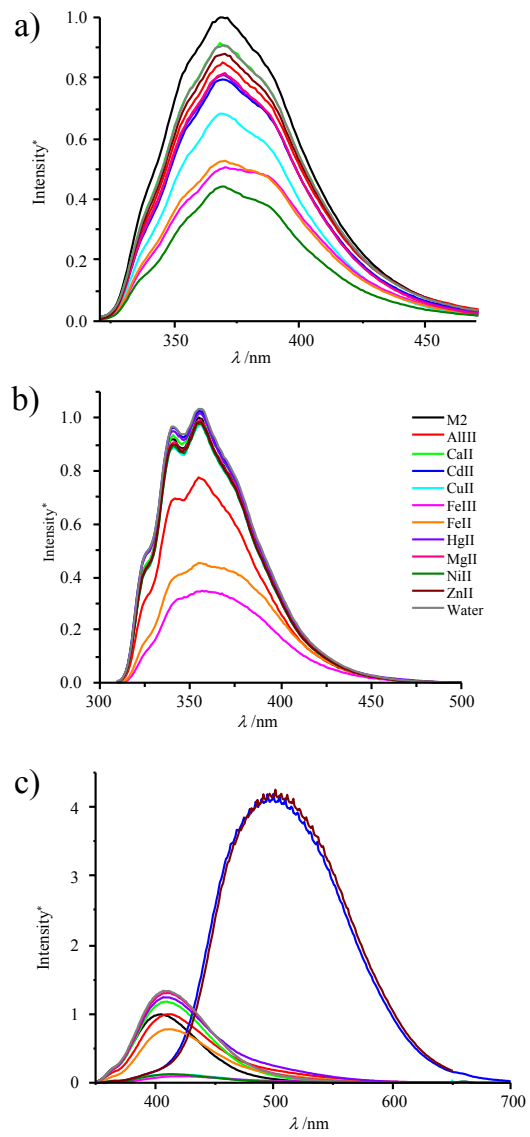 a)
1.0
0.8
0.6
0.4
0.2
0.0
Intensity*
350
400
450
λ /nm
b)
1.0
0.8
0.6
0.4
0.2
0.0
Intensity*
300
350
400
450
500
λ /nm
M2
AlIII
CaII
CdII
CuII
FeIII
FeII
HgII
MgII
NiII
ZnII
Water
c)
4
3
2
1
0
Intensity*
400
500
600
700
λ /nm